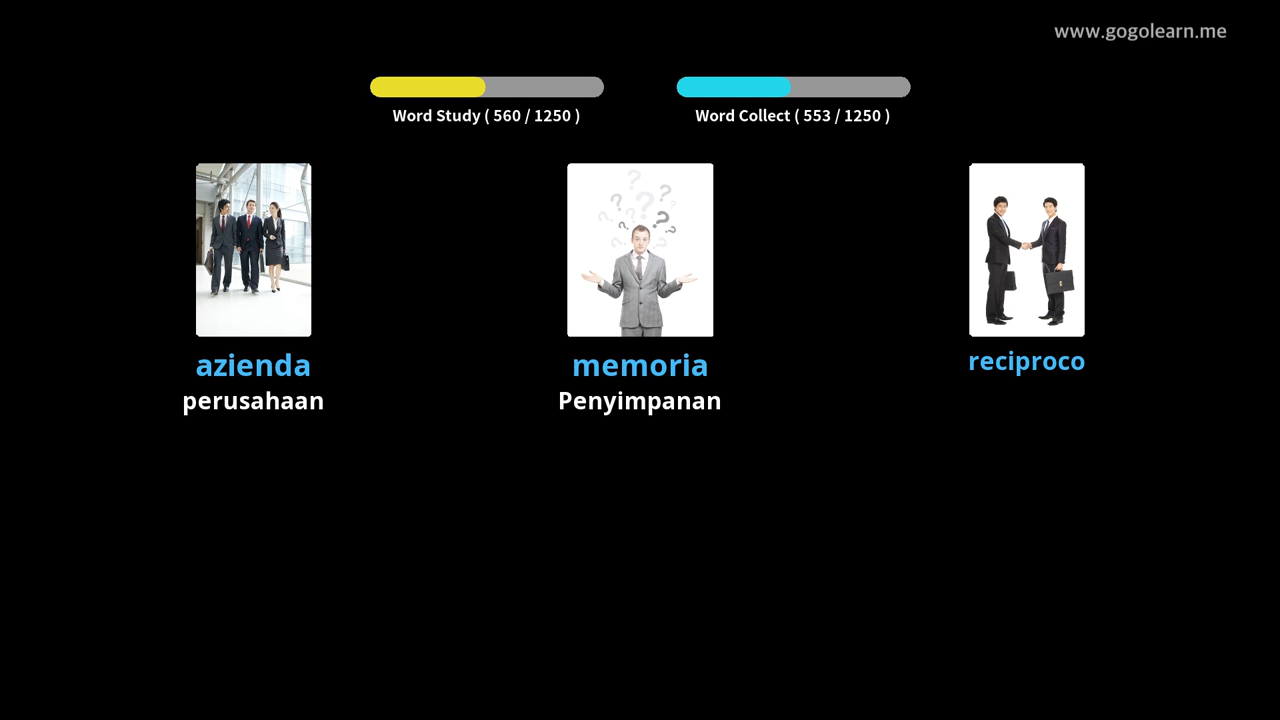 www.gogolearn.me
Word Study ( 560 / 1250 )
Word Collect ( 553 / 1250 )
azienda
perusahaan
memoria
Penyimpanan
reciproco